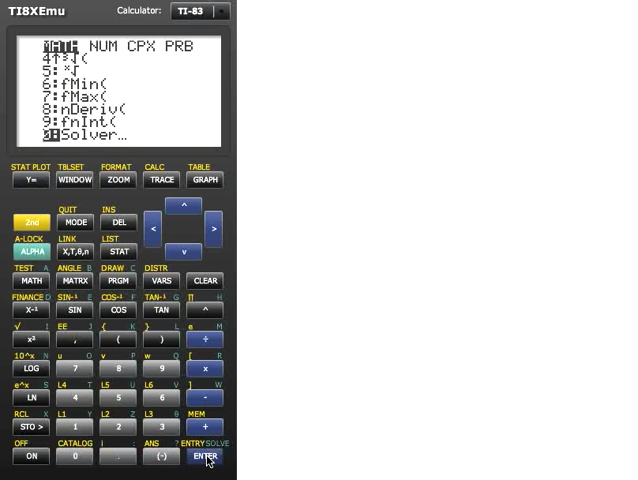 TI8XEmu Calculator: TI-83
MATH NUM CPX PRB
4↑³√(
5:ˣ√
6:fMin(
7:fMax(
8:nDeriv(
9:fnInt(
0:Solver…
STAT PLOT TBLSET FORMAT CALC TABLE
Y= WINDOW ZOOM TRACE GRAPH
QUIT INS ^
2nd MODE DEL < >
A-LOCK LINK LIST
ALPHA X,T,θ,n STAT v
TEST A ANGLE B DRAW C DISTR
MATH MATRX PRGM VARS CLEAR
FINANCE D SIN-¹ E COS-¹ F TAN-¹ G Π H
X-¹ SIN COS TAN ^
√ I EE J { K } L e M
x² , ( ) ÷
10^x N u O v P w Q [ R
LOG 7 8 9 x
e^x S L4 T L5 U L6 V ] W
LN 4 5 6 -
RCL X L1 Y L2 Z L3 θ MEM
STO > 1 2 3 +
OFF CATALOG i : ANS ? ENTRY SOLVE
ON 0 . (-) ENTER